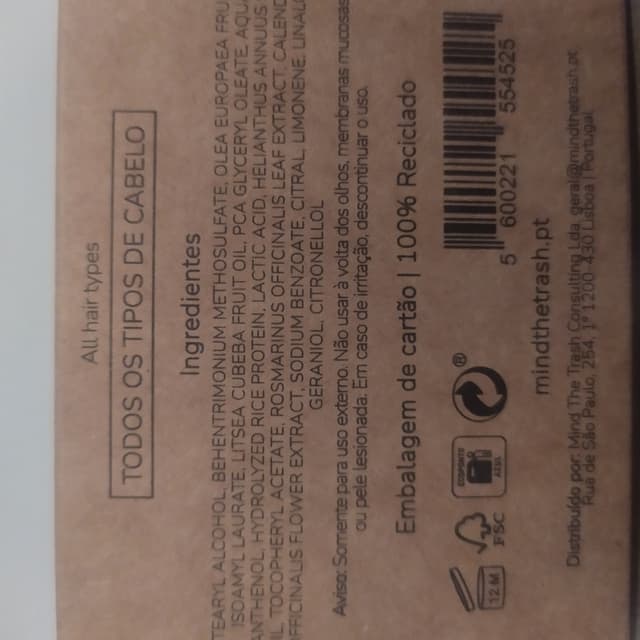 All hair types
TODOS OS TIPOS DE CABELO
Ingredientes
TEARYL ALCOHOL, BEHENTRIMONIUM METHOSULFATE, OLEA EUROPAEA FRU
ISOAMYL LAURATE, LITSEA CUBEBA FRUIT OIL, PCA GLYCERYL OLEATE, AQU
ANTHENOL, HYDROLYZED RICE PROTEIN, LACTIC ACID, HELIANTHUS ANNUUS
IL, TOCOPHERYL ACETATE, ROSMARINUS OFFICINALIS LEAF EXTRACT, CALEND
FFICINALIS FLOWER EXTRACT, SODIUM BENZOATE, CITRAL, LIMONENE, LINALO
GERANIOL, CITRONELLOL
Aviso: Somente para uso externo. Não usar à volta dos olhos, membranas mucosas
ou pele lesionada. Em caso de irritação, descontinuar o uso.
Embalagem de cartão | 100% Reciclado
12 M
FSC
®
5 600221 554525
mindthetrash.pt
Distribuído por: Mind The Trash Consulting Lda, geral@mindthetrash.pt
Rua de São Paulo, 284, 1º 1200-430 Lisboa | Portugal